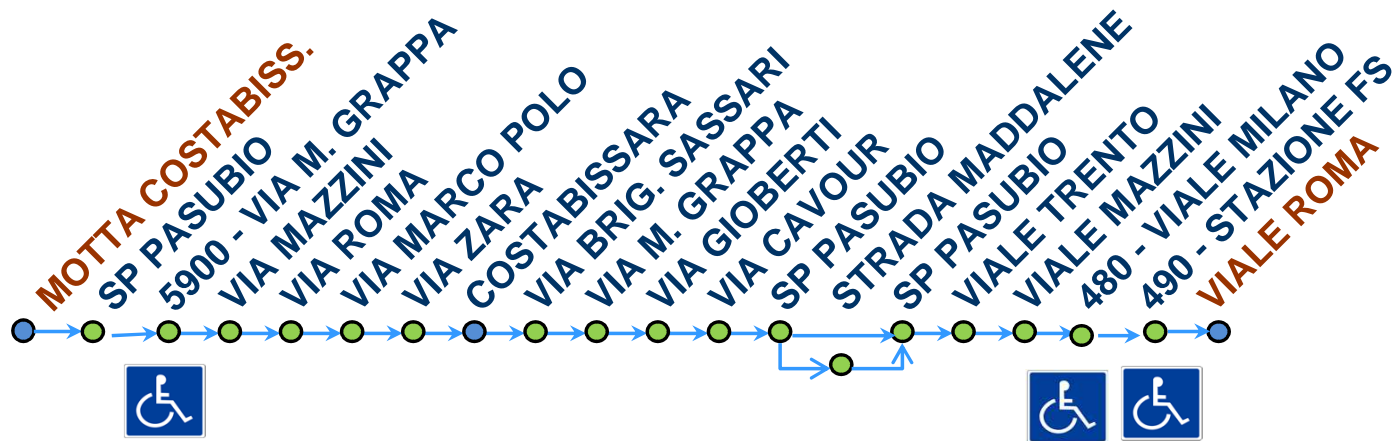 MOTTA COSTABISS.
SP PASUBIO
5900 - VIA M. GRAPPA
VIA MAZZINI
VIA ROMA
VIA MARCO POLO
VIA ZARA
COSTABISSARA
VIA BRIG. SASSARI
VIA M. GRAPPA
VIA GIOBERTI
VIA CAVOUR
SP PASUBIO
STRADA MADDALENE
SP PASUBIO
VIALE TRENTO
VIALE MAZZINI
480 - VIALE MILANO
490 - STAZIONE FS
VIALE ROMA